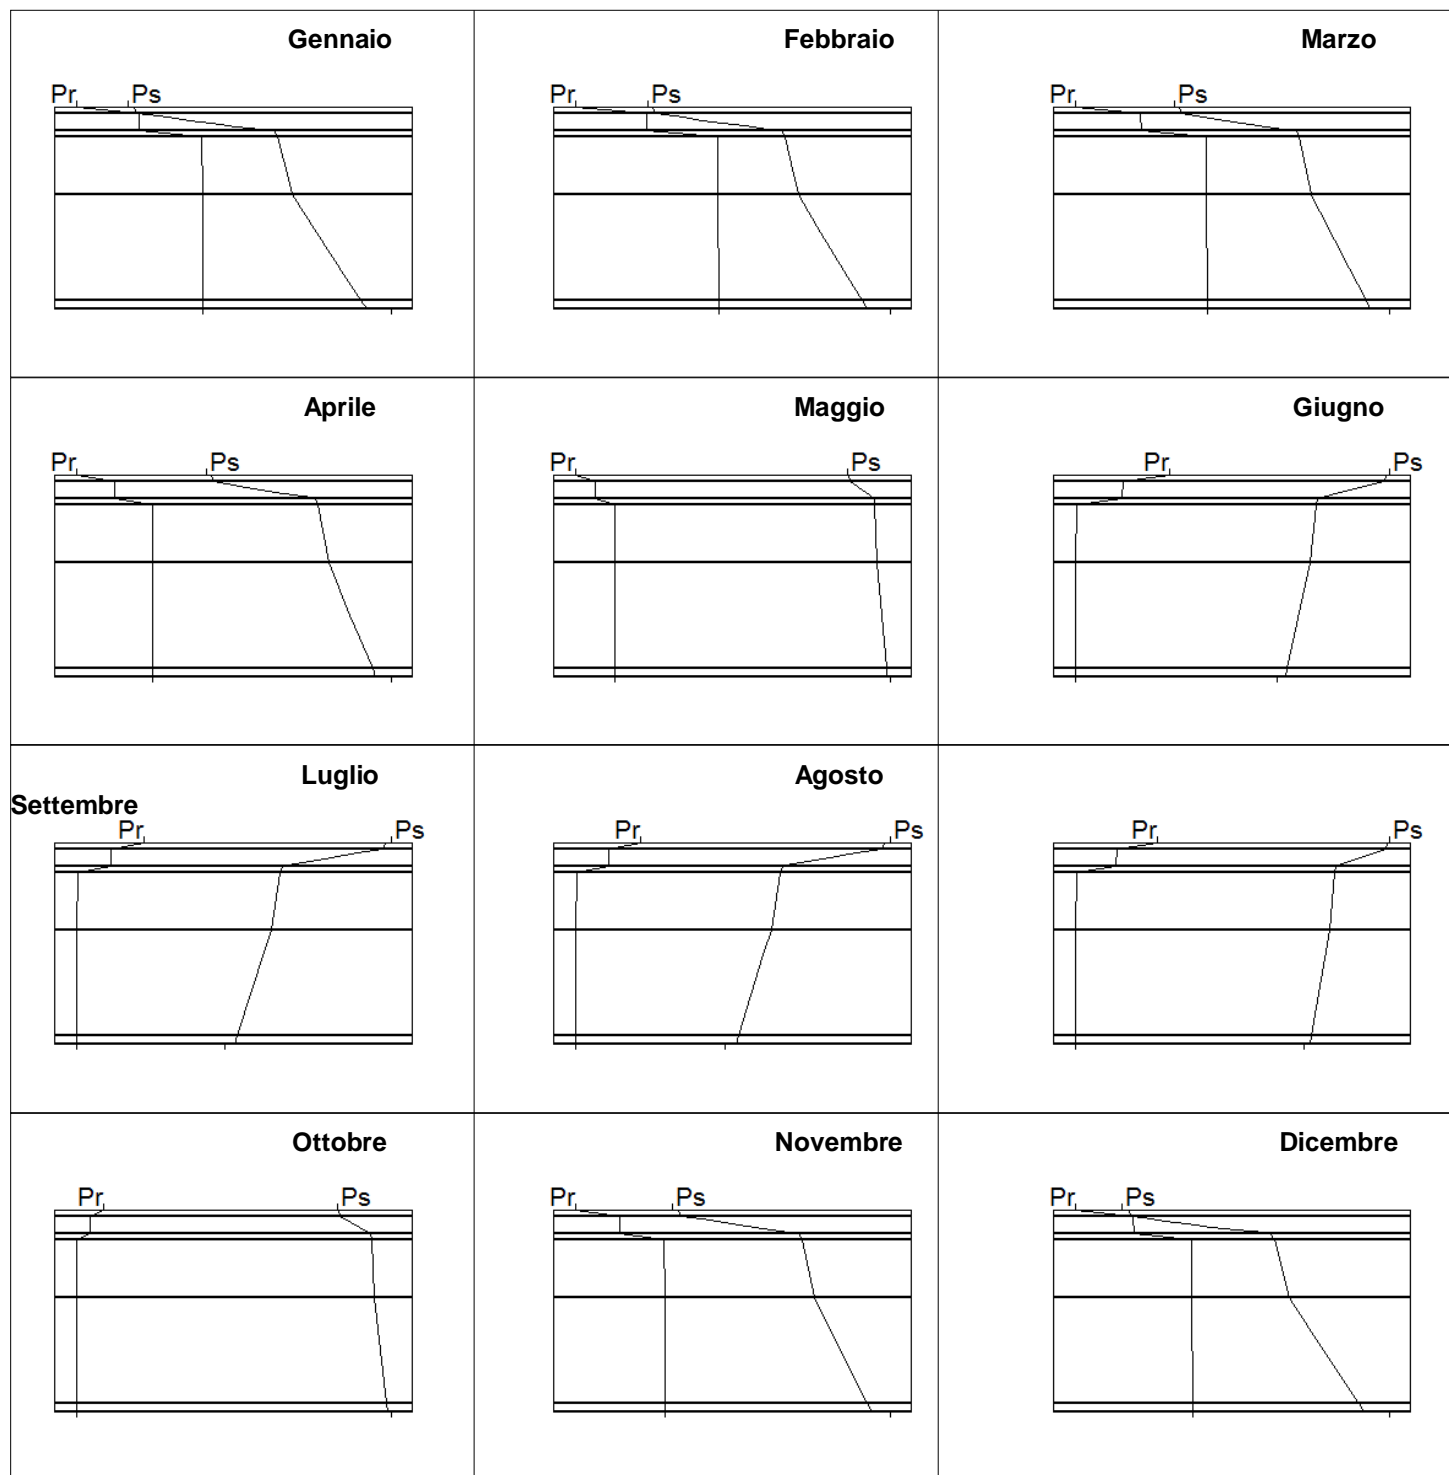 Gennaio
Febbraio
Marzo
Pr Ps
Pr Ps
Pr Ps
Aprile
Maggio
Giugno
Pr Ps
Pr Ps
Pr Ps
Luglio
Agosto
Settembre
Pr Ps
Pr Ps
Pr Ps
Ottobre
Novembre
Dicembre
Pr Ps
Pr Ps
Pr Ps